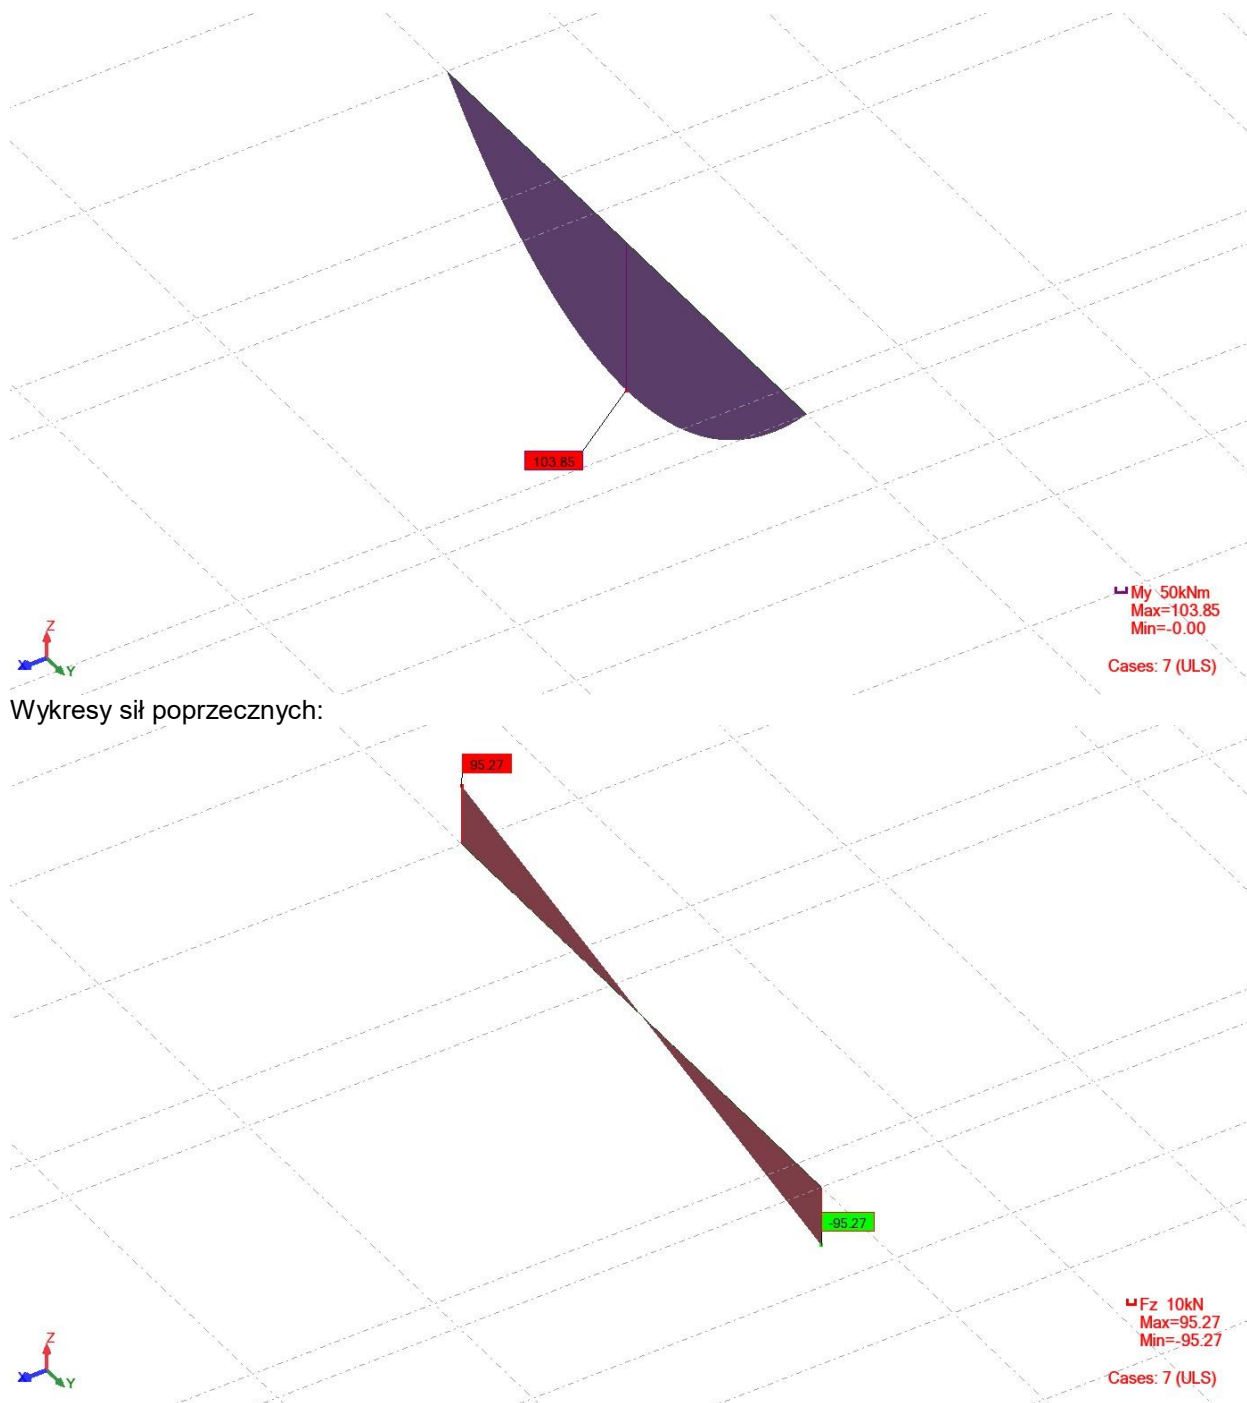 103.85
My 50kNm
Max=103.85
Min=-0.00
Cases: 7 (ULS)
Z
X
Y
Wykresy sił poprzecznych:
95.27
-95.27
Fz 10kN
Max=95.27
Min=-95.27
Cases: 7 (ULS)
Z
X
Y